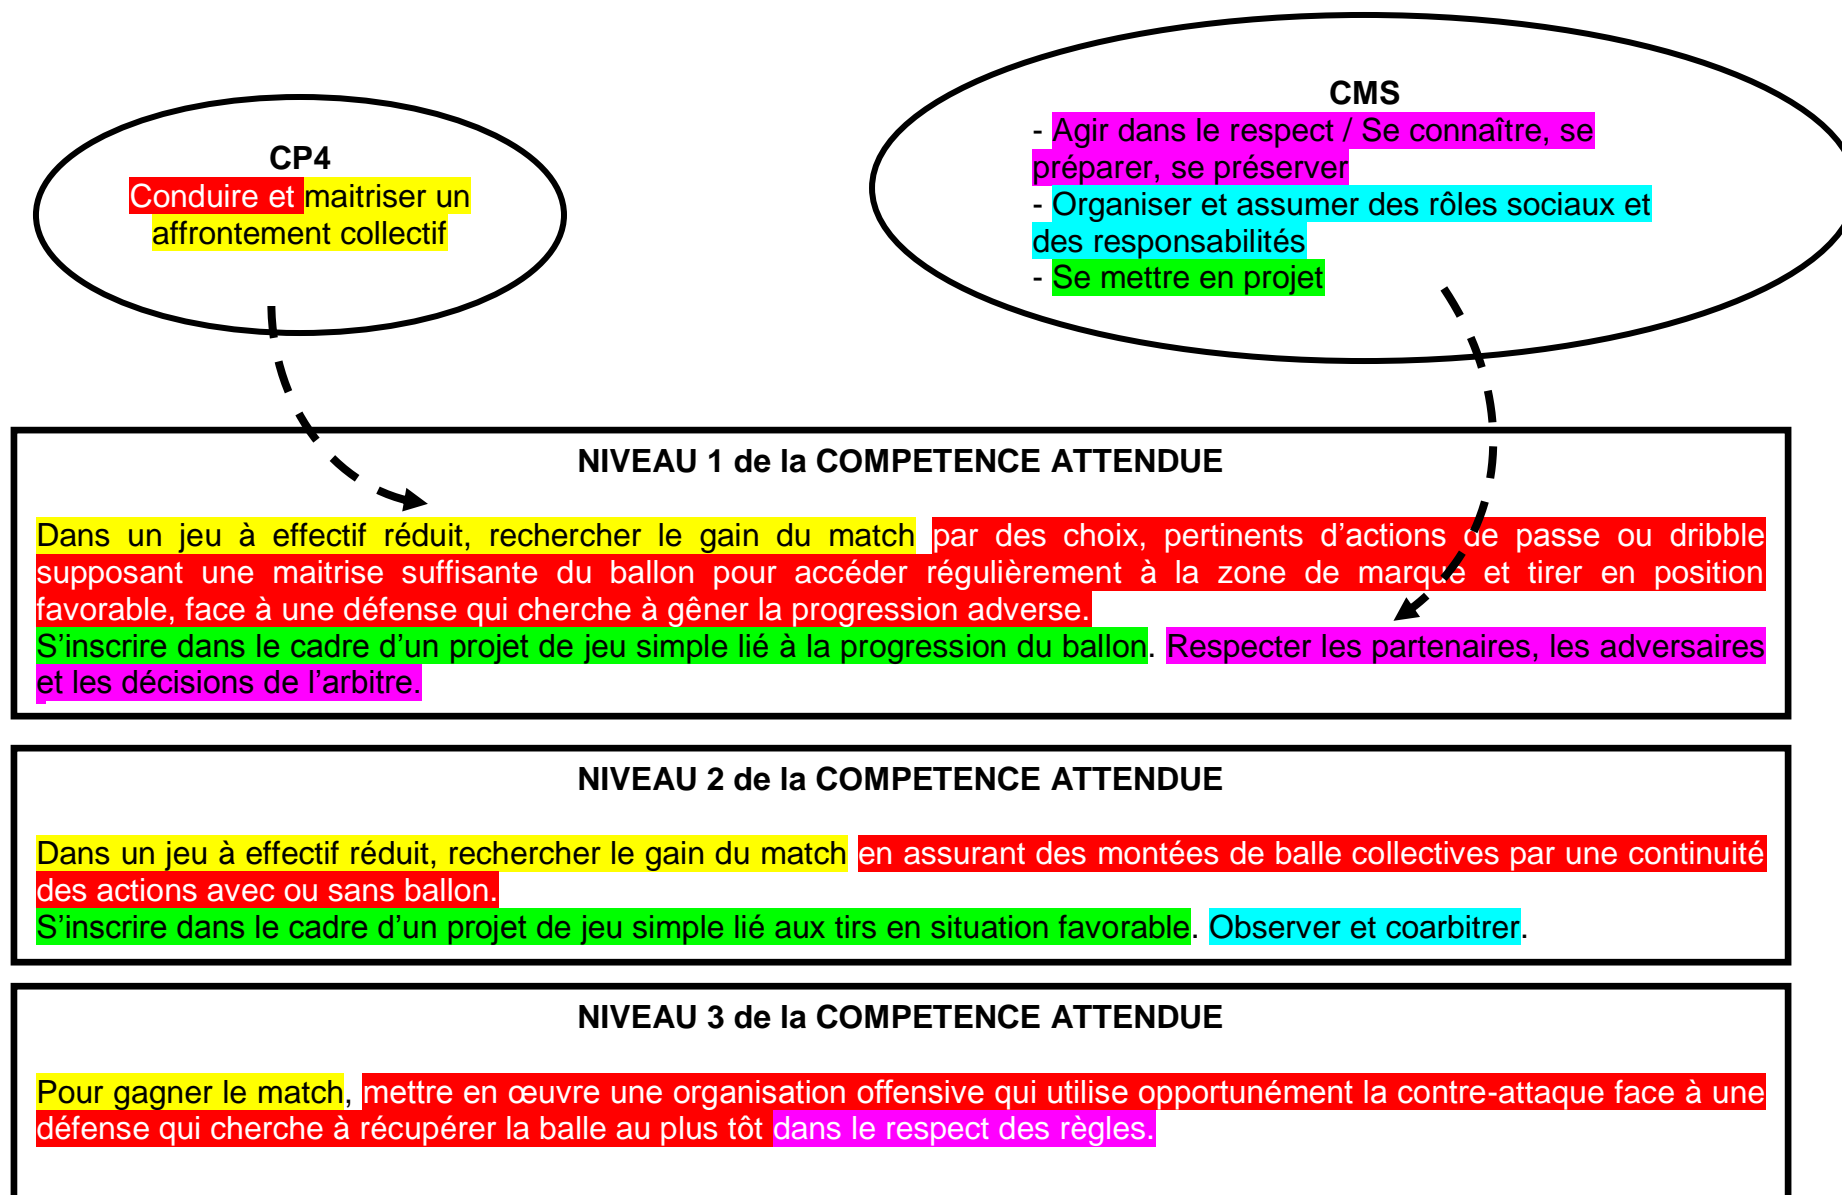 CP4
Conduire et maitriser un
affrontement collectif
CMS
- Agir dans le respect / Se connaître, se
préparer, se préserver
- Organiser et assumer des rôles sociaux et
des responsabilités
- Se mettre en projet
NIVEAU 1 de la COMPETENCE ATTENDUE
Dans un jeu à effectif réduit, rechercher le gain du match par des choix, pertinents d’actions de passe ou dribble
supposant une maitrise suffisante du ballon pour accéder régulièrement à la zone de marque et tirer en position
favorable, face à une défense qui cherche à gêner la progression adverse.
S’inscrire dans le cadre d’un projet de jeu simple lié à la progression du ballon. Respecter les partenaires, les adversaires
et les décisions de l’arbitre.
NIVEAU 2 de la COMPETENCE ATTENDUE
Dans un jeu à effectif réduit, rechercher le gain du match en assurant des montées de balle collectives par une continuité
des actions avec ou sans ballon.
S’inscrire dans le cadre d’un projet de jeu simple lié aux tirs en situation favorable. Observer et coarbitrer.
NIVEAU 3 de la COMPETENCE ATTENDUE
Pour gagner le match, mettre en œuvre une organisation offensive qui utilise opportunément la contre-attaque face à une
défense qui cherche à récupérer la balle au plus tôt dans le respect des règles.